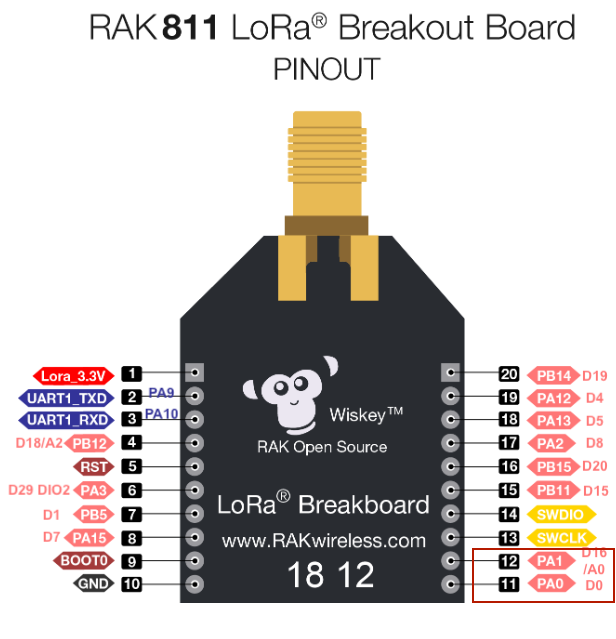 RAK811 LoRa® Breakout Board
PINOUT
Lora_3.3V 1
UART1_TXD 2 PA9
UART1_RXD 3 PA10
D18/A2 PB12 4
RST 5
D29 DIO2 PA3 6
D1 PB5 7
D7 PA15 8
BOOT0 9
GND 10
Wiskey™
RAK Open Source
LoRa® Breakboard
www.RAKwireless.com
18 12
20 PB14 D19
19 PA12 D4
18 PA13 D5
17 PA2 D8
16 PB15 D20
15 PB11 D15
14 SWDIO
13 SWCLK
12 PA1 D16
/A0
11 PA0 D0